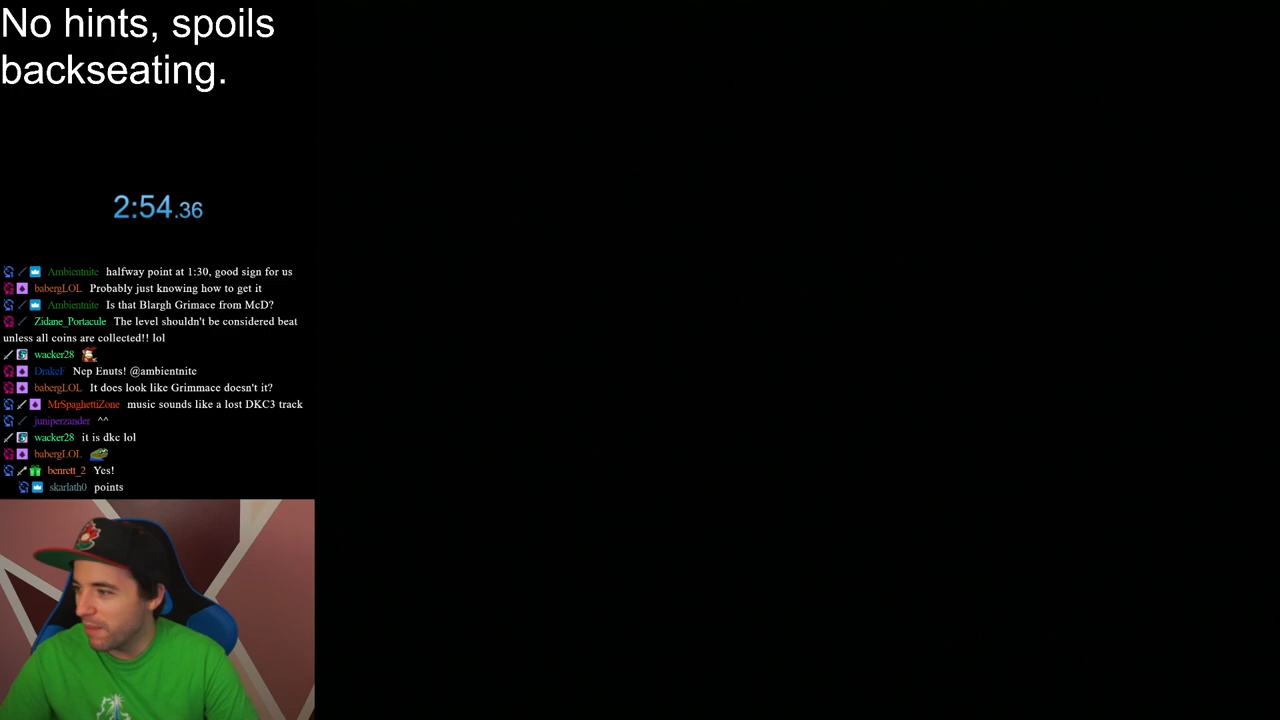 No hints, spoils
backseating.
2:54.36
Ambientnite halfway point at 1:30, good sign for us
babergLOL Probably just knowing how to get it
Ambientnite Is that Blargh Grimace from McD?
Zidane_Portacule The level shouldn't be considered beat
unless all coins are collected!! lol
wacker28
DrakeF Nep Enuts! @ambientnite
babergLOL It does look like Grimmace doesn't it?
MrSpaghettiZone music sounds like a lost DKC3 track
juniperzander ^^
wacker28 it is dkc lol
babergLOL
benrett_2 Yes!
skarlath0 points